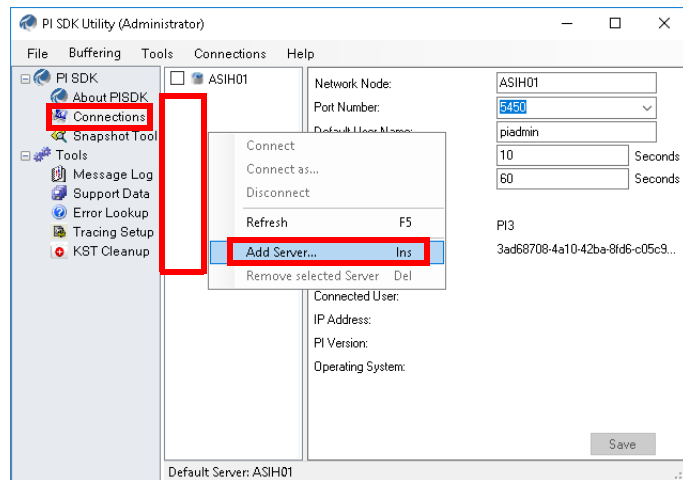 PI SDK Utility (Administrator)
File Buffering Tools Connections Help
PI SDK
About PISDK
Connections
Snapshot Tool
Tools
Message Log
Support Data
Error Lookup
Tracing Setup
KST Cleanup
ASIH01
Connect
Connect as...
Disconnect
Refresh F5
Add Server... Ins
Remove selected Server Del
Network Node: ASIH01
Port Number: 5450
Default User Name: piadmin
10 Seconds
60 Seconds
PI3
3ad68708-4a10-42ba-8fd6-c05c9...
Connected User:
IP Address:
PI Version:
Operating System:
Save
Default Server: ASIH01